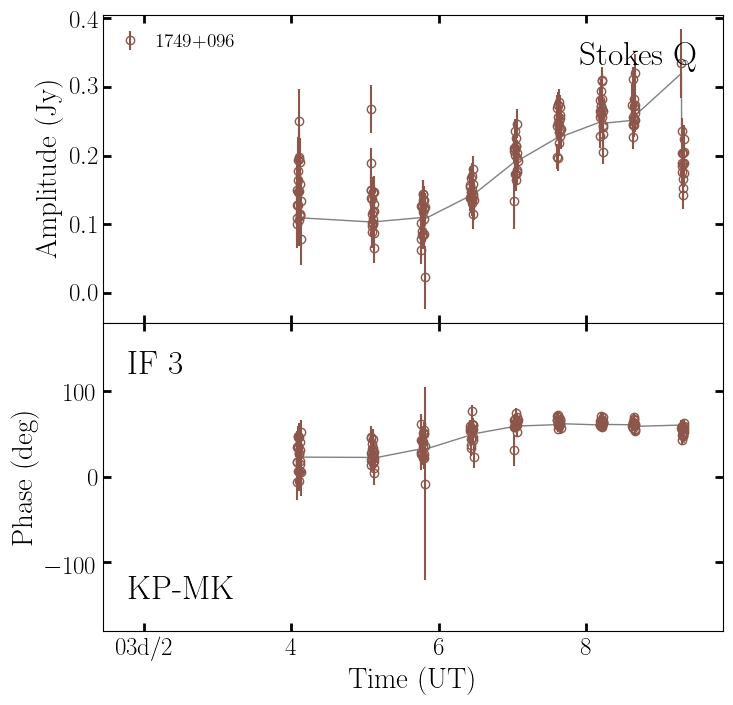 1749+096
Stokes Q
Amplitude (Jy)
0.4
0.3
0.2
0.1
0.0
IF 3
Phase (deg)
100
0
−100
KP-MK
03d/2 4 6 8
Time (UT)